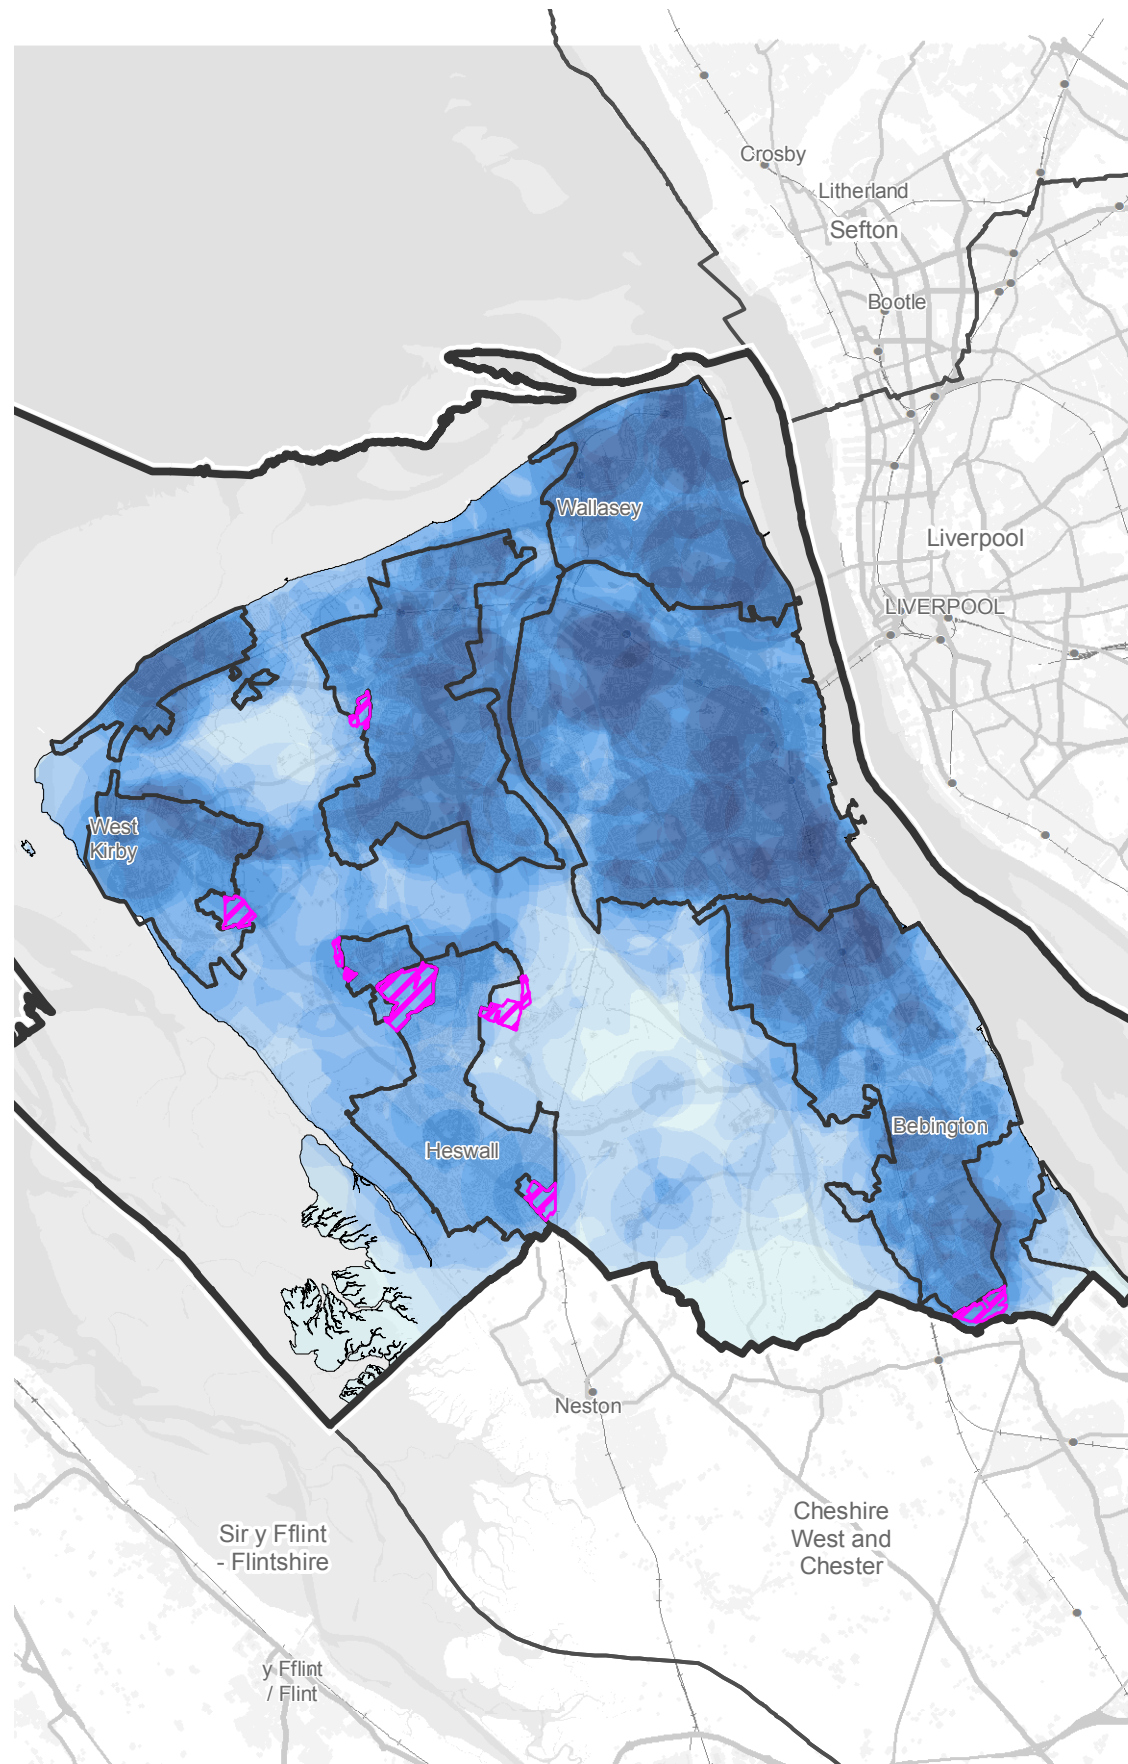 Crosby
Litherland
Sefton
Bootle
Wallasey
Liverpool
LIVERPOOL
West
Kirby
Bebington
Heswall
Neston
Cheshire
West and
Chester
Sir y Fflint
- Flintshire
y Fflint
/ Flint